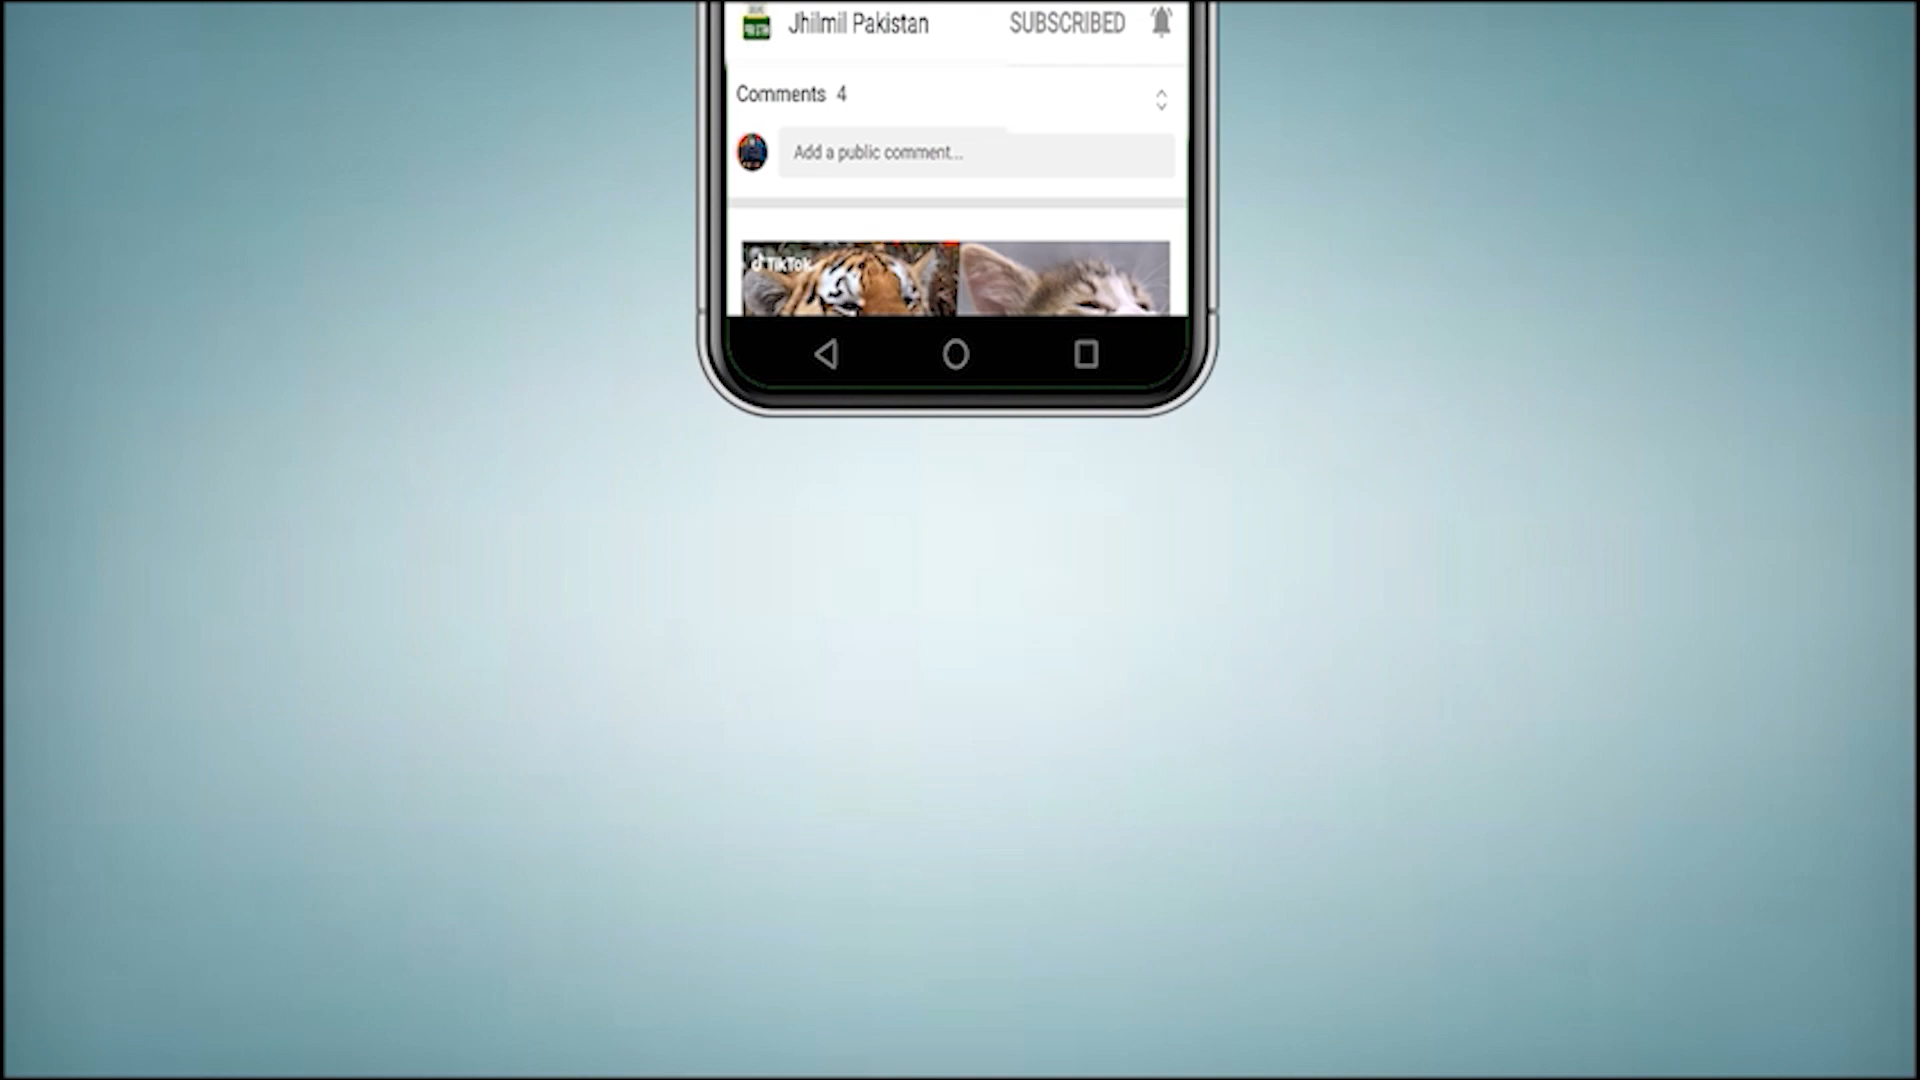 Jhilmil Pakistan SUBSCRIBED
Comments 4
Add a public comment...
TikTok